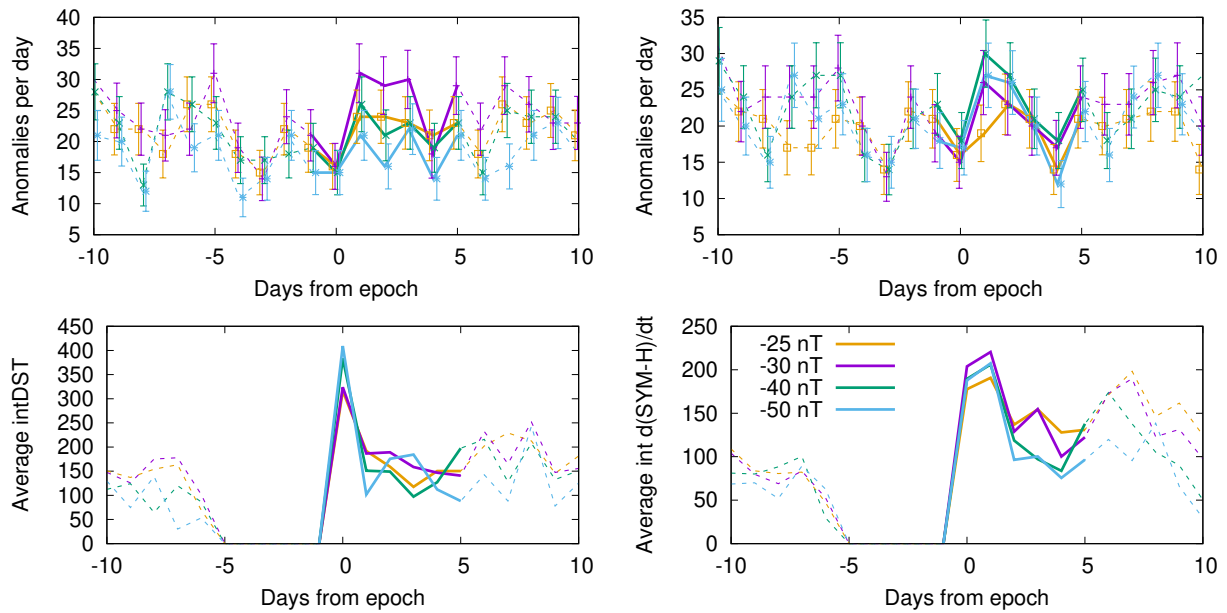 40
35
30
25
20
15
10
5
Anomalies per day
-10 -5 0 5 10
Days from epoch
40
35
30
25
20
15
10
5
Anomalies per day
-10 -5 0 5 10
Days from epoch
450
400
350
300
250
200
150
100
50
0
Average intDST
-10 -5 0 5 10
Days from epoch
250
200
150
100
50
0
Average int d(SYM-H)/dt
-25 nT
-30 nT
-40 nT
-50 nT
-10 -5 0 5 10
Days from epoch